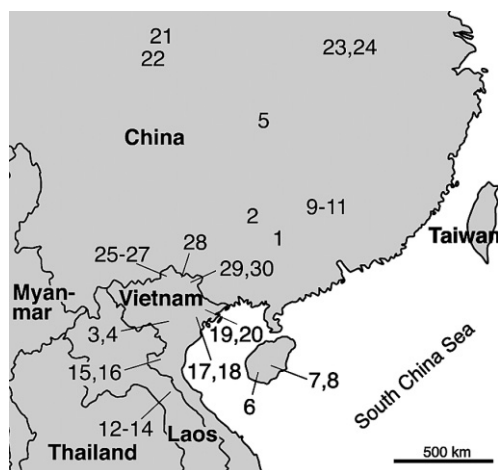 21
22
23,24
5
China
9-11
2
1
25-27
28
29,30
Taiwan
Myan-
mar
Vietnam
3,4
19,20
15,16
17,18
7,8
6
South China Sea
12-14
Laos
Thailand
500 km